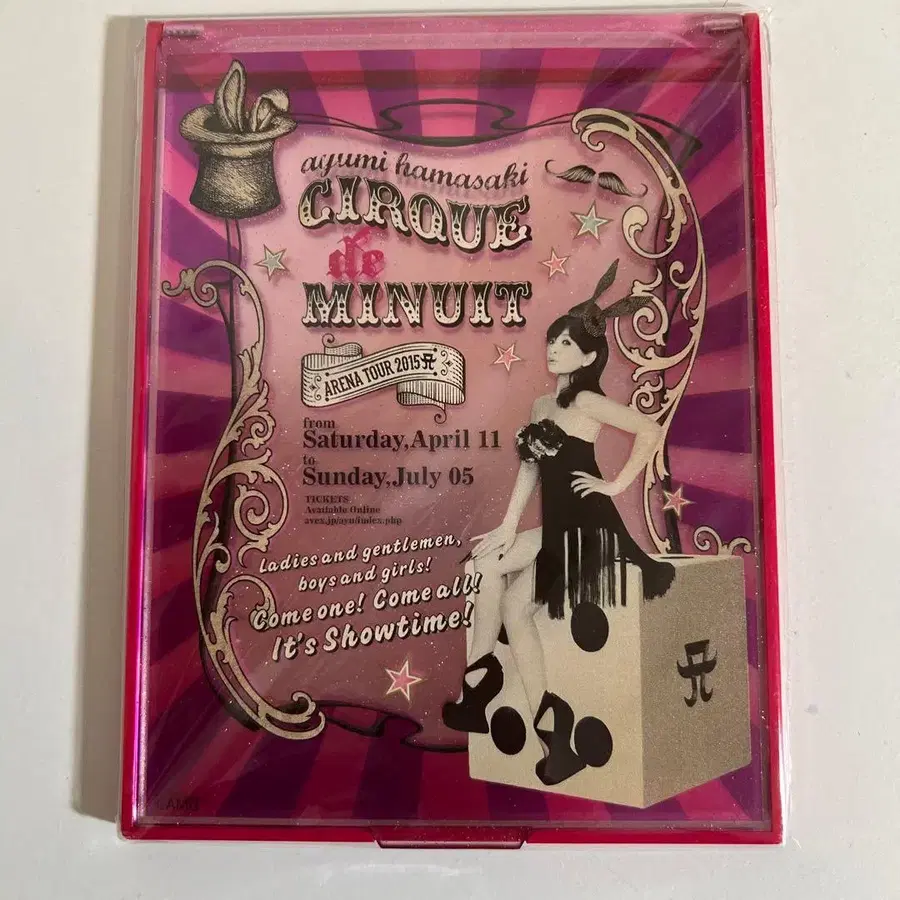 ayumi hamasaki
CIRQUE
de
MINUIT
ARENA TOUR 2015 A
from
Saturday,April 11
to
Sunday,July 05
TICKETS
Available Online
avex.jp/ayu/index.php
Ladies and gentlemen,
boys and girls!
Come one! Come all!
It's Showtime!
A